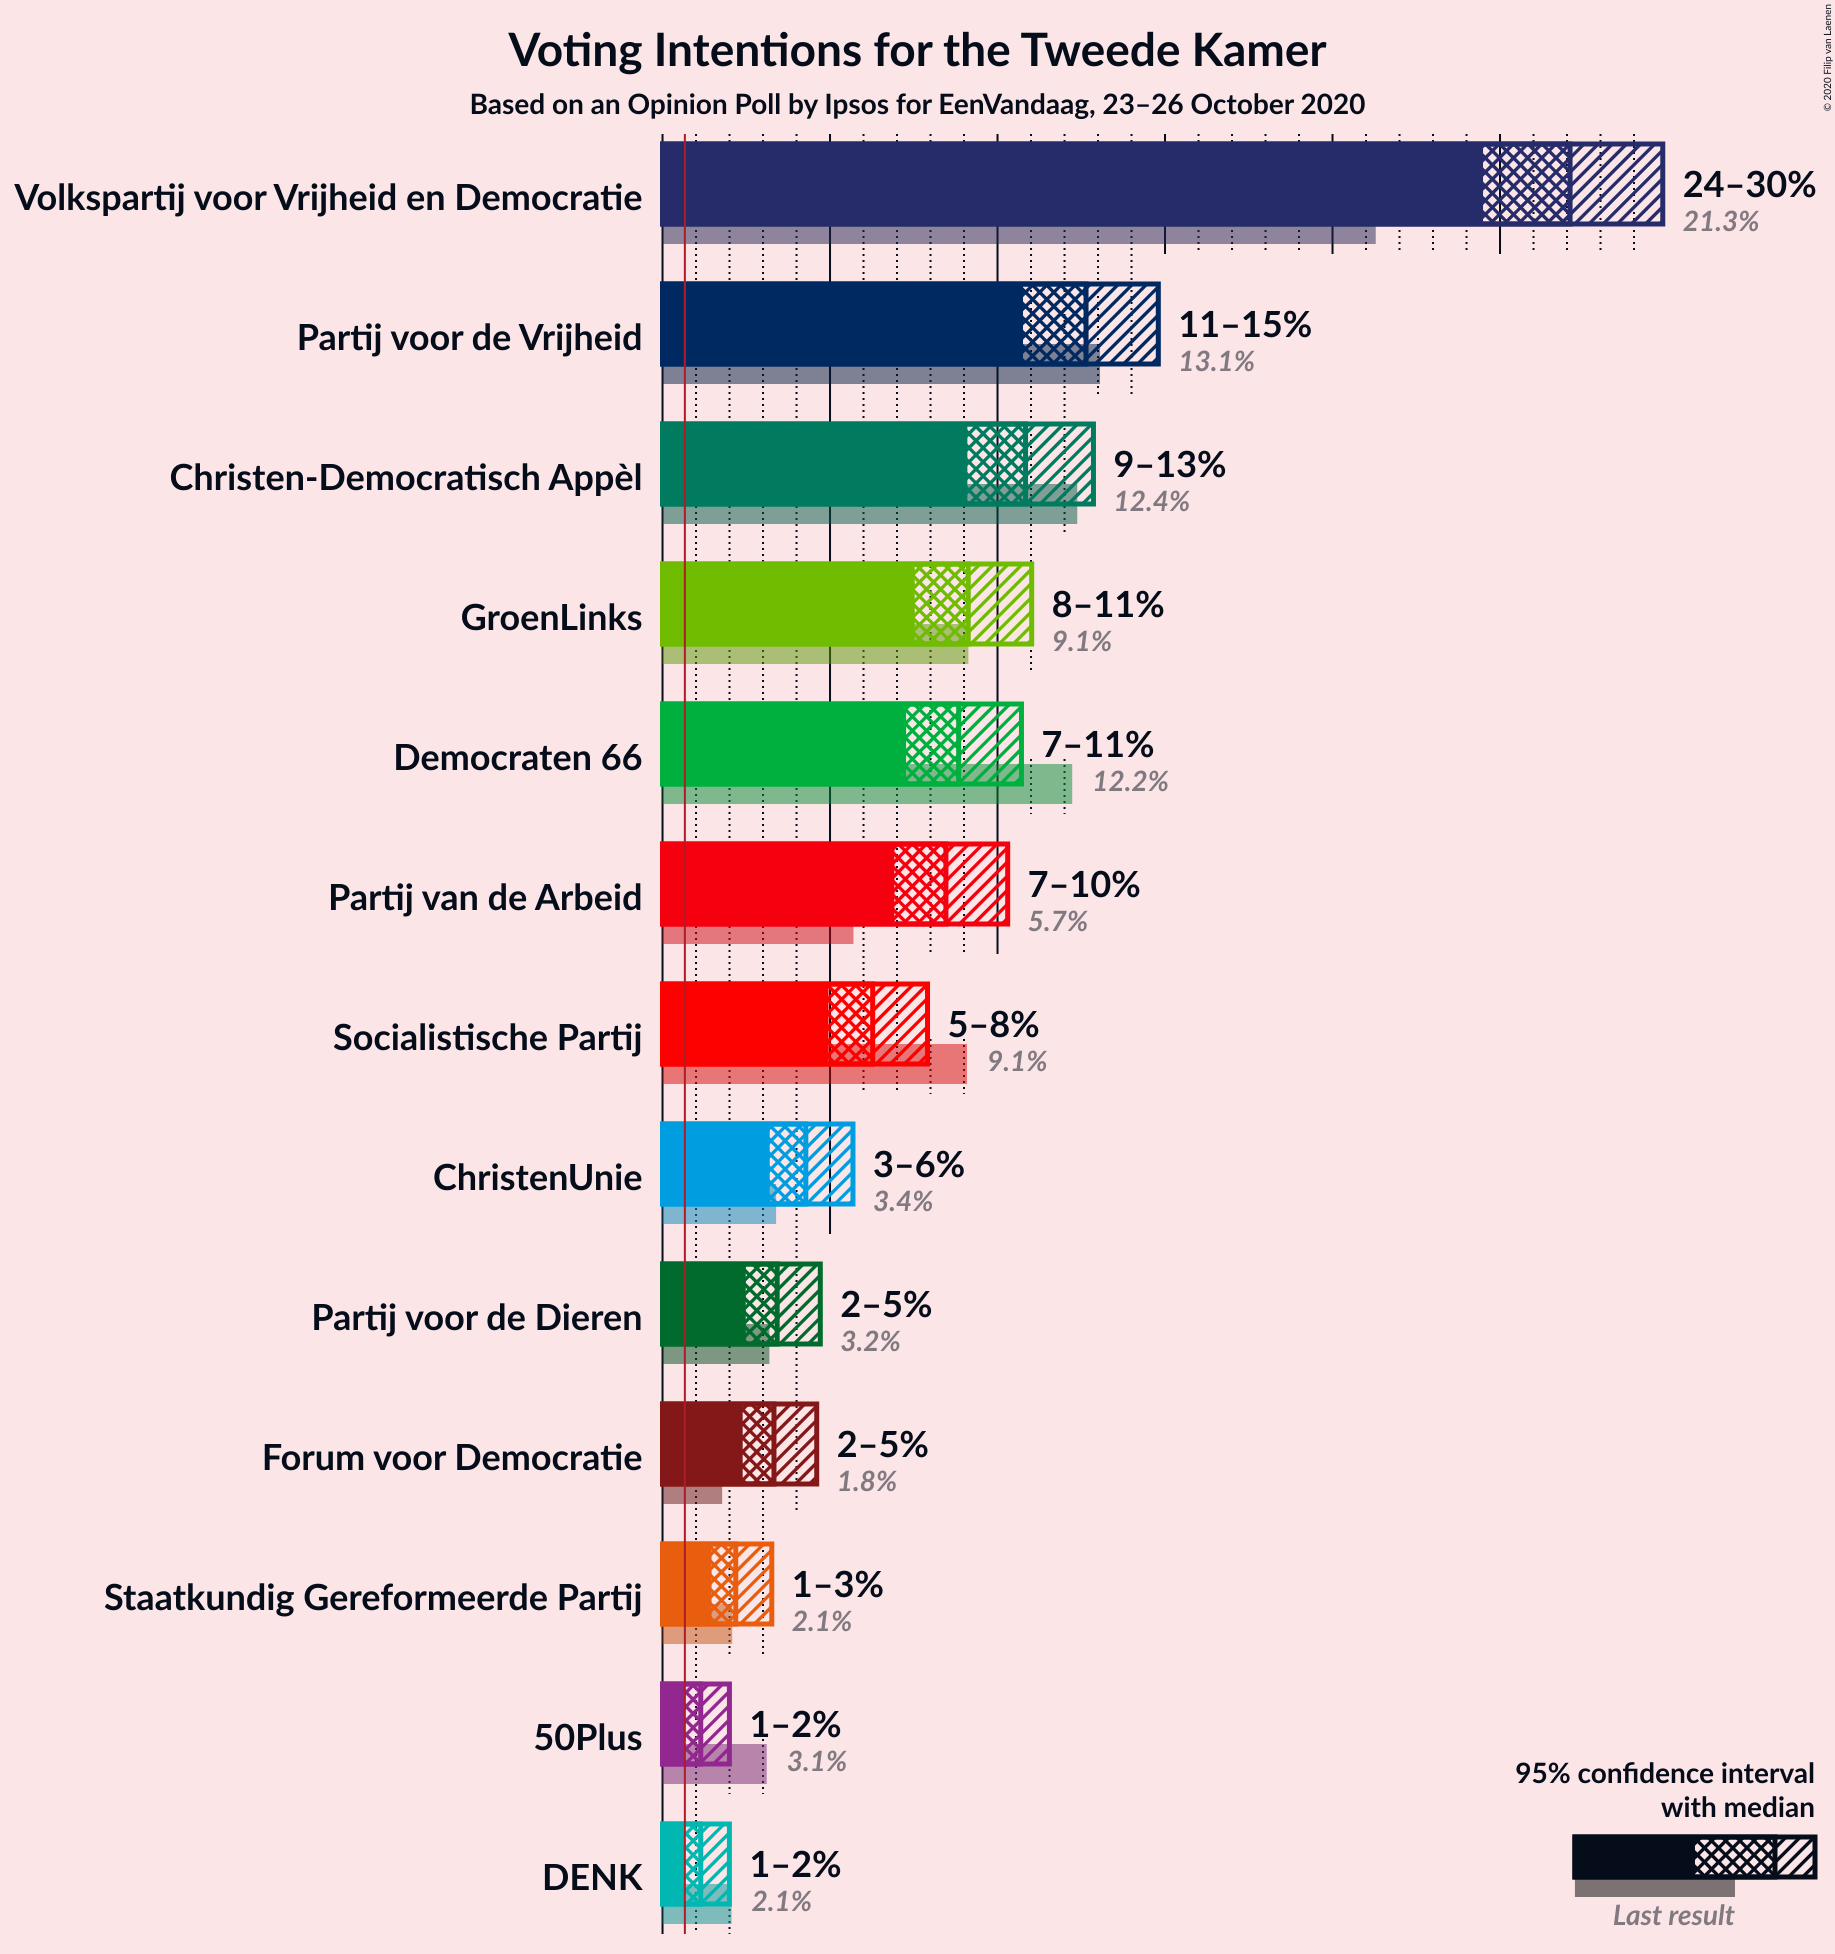 Voting Intentions for the Tweede Kamer
Based on an Opinion Poll by Ipsos for EenVandaag, 23–26 October 2020
© 2020 Filip van Laenen
Volkspartij voor Vrijheid en Democratie
24–30%
21.3%
Partij voor de Vrijheid
11–15%
13.1%
Christen-Democratisch Appèl
9–13%
12.4%
GroenLinks
8–11%
9.1%
Democraten 66
7–11%
12.2%
Partij van de Arbeid
7–10%
5.7%
Socialistische Partij
5–8%
9.1%
ChristenUnie
3–6%
3.4%
Partij voor de Dieren
2–5%
3.2%
Forum voor Democratie
2–5%
1.8%
Staatkundig Gereformeerde Partij
1–3%
2.1%
50Plus
1–2%
3.1%
DENK
1–2%
2.1%
95% confidence interval
with median
Last result